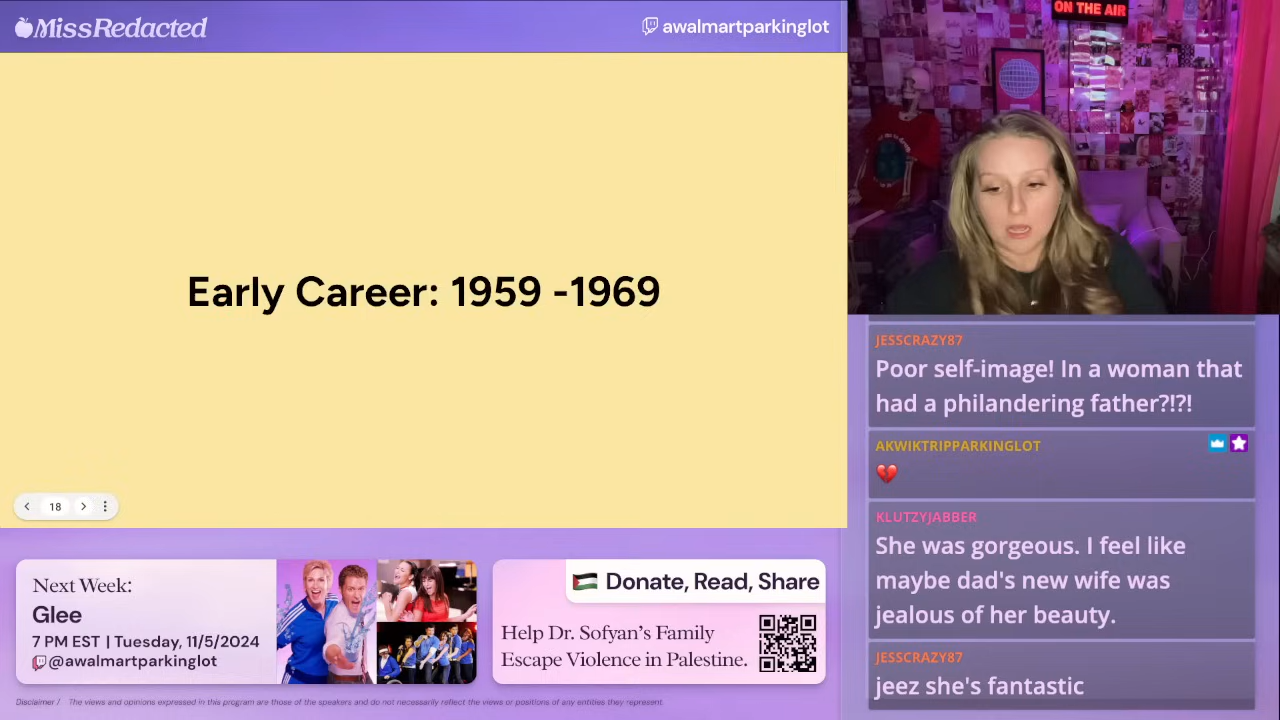 MissRedacted
awalmartparkinglot
ON THE AIR
Early Career: 1959 -1969
18
JESSCRAZY87
Poor self-image! In a woman that
had a philandering father?!?!
AKWIKTRIPPARKINGLOT
💔
KLUTZYJABBER
She was gorgeous. I feel like
maybe dad's new wife was
jealous of her beauty.
JESSCRAZY87
jeez she's fantastic
Next Week:
Glee
7 PM EST | Tuesday, 11/5/2024
@awalmartparkinglot
🇵🇸 Donate, Read, Share
Help Dr. Sofyan's Family
Escape Violence in Palestine.
Disclaimer / The views and opinions expressed in this program are those of the speakers and do not necessarily reflect the views or positions of any entities they represent.